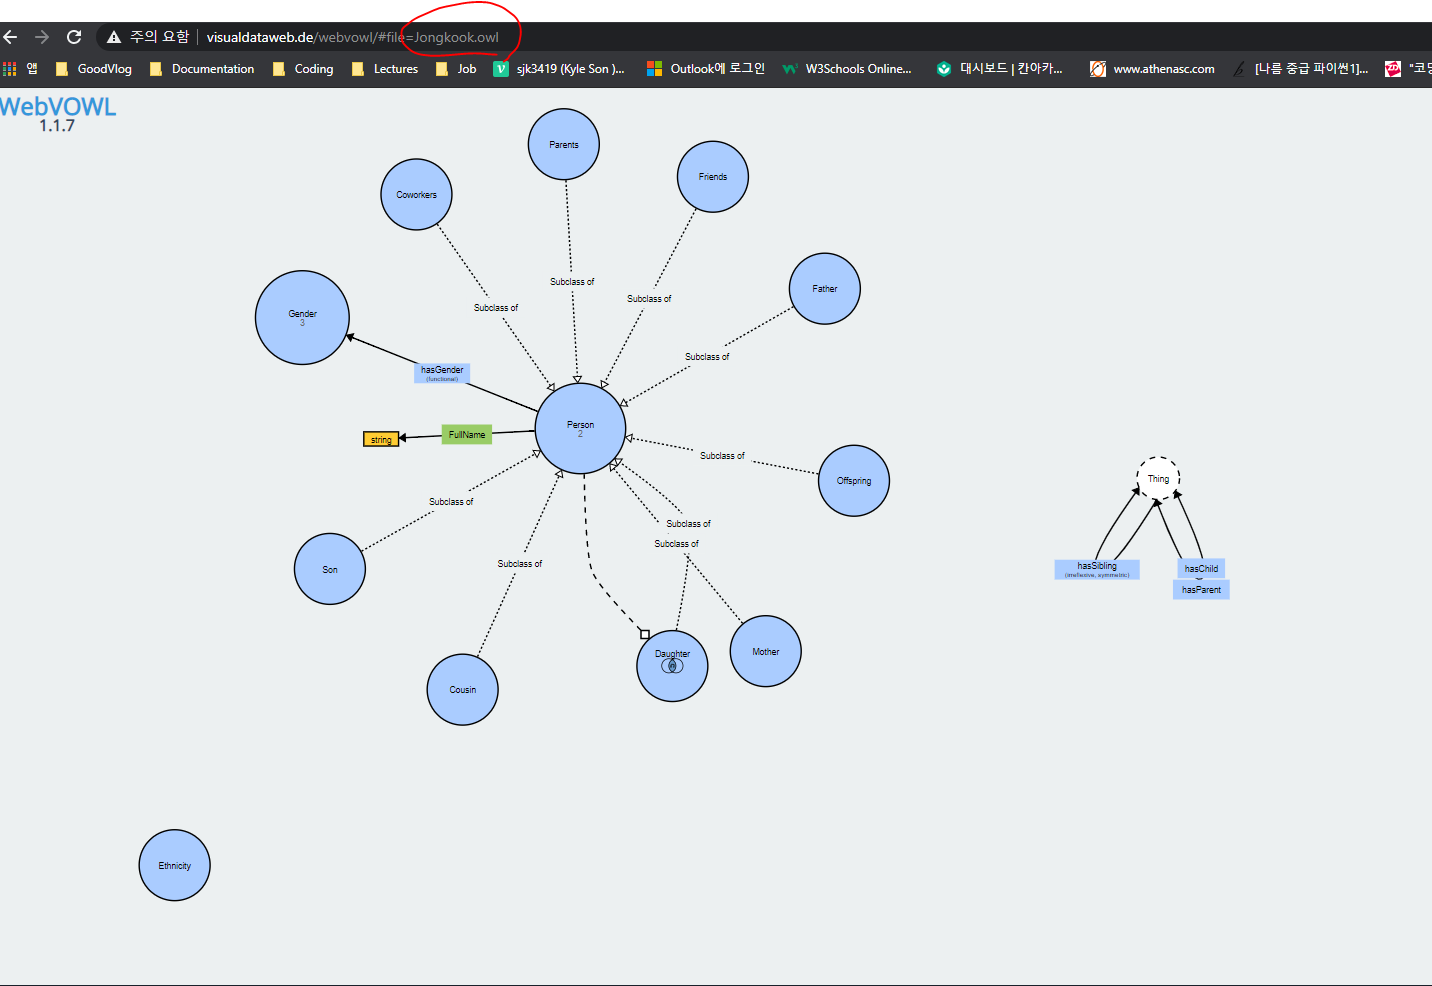 주의 요함 visualdataweb.de/webvowl/#file=Jongkook.owl
앱 GoodVlog Documentation Coding Lectures Job sjk3419 (Kyle Son )... Outlook에 로그인 W3Schools Online... 대시보드 | 칸아카... www.athenasc.com [나름 중급 파이썬1]... "코딩
WebVOWL
1.1.7
Parents
Friends
Coworkers
Father
Subclass of
Subclass of
Subclass of
Gender
3
Subclass of
hasGender
(functional)
Person
2
FullName
string
Subclass of
Offspring
Thing
Subclass of
Subclass of
Subclass of
Subclass of
Son
hasSibling
(irreflexive, symmetric)
hasChild
hasParent
Daughter
Mother
Cousin
Ethnicity